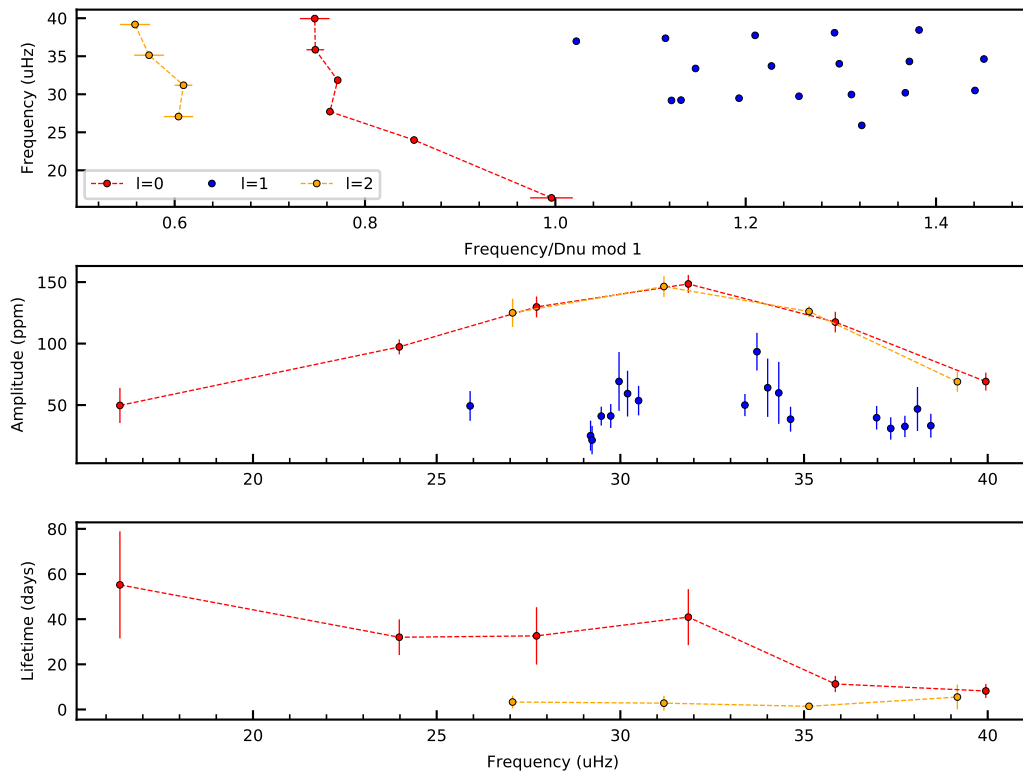 Frequency (uHz)
40
35
30
25
20
l=0 l=1 l=2
0.6 0.8 1.0 1.2 1.4
Frequency/Dnu mod 1
Amplitude (ppm)
150
100
50
20 25 30 35 40
Lifetime (days)
80
60
40
20
0
20 25 30 35 40
Frequency (uHz)